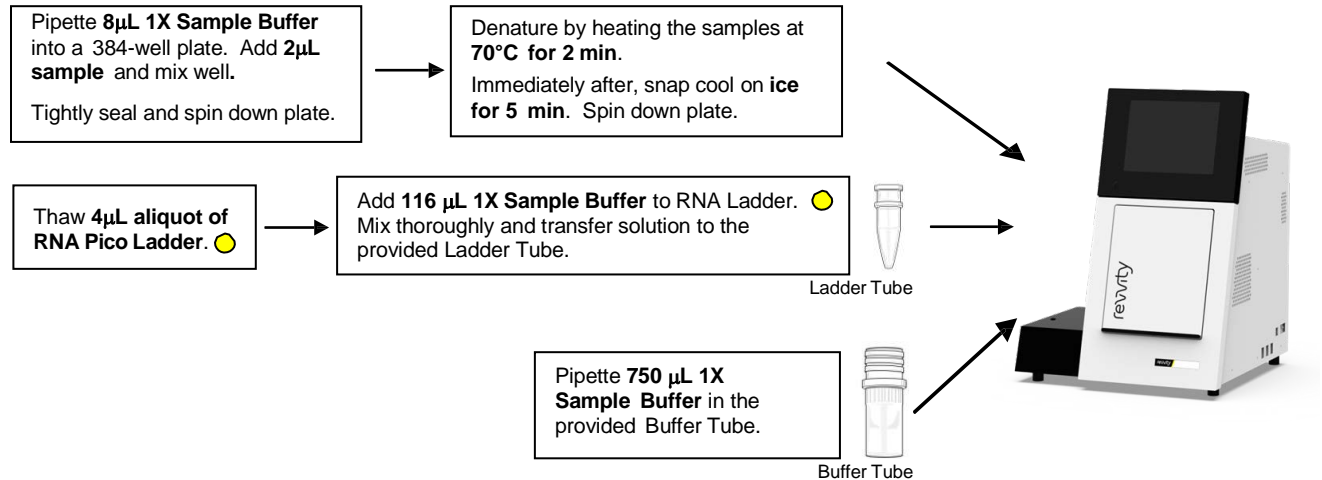 Pipette 8µL 1X Sample Buffer
into a 384-well plate. Add 2µL
sample and mix well.
Tightly seal and spin down plate.
Denature by heating the samples at
70°C for 2 min.
Immediately after, snap cool on ice
for 5 min. Spin down plate.
Thaw 4µL aliquot of
RNA Pico Ladder.
Add 116 µL 1X Sample Buffer to RNA Ladder.
Mix thoroughly and transfer solution to the
provided Ladder Tube.
Ladder Tube
Pipette 750 µL 1X
Sample Buffer in the
provided Buffer Tube.
Buffer Tube
revvity
revvity